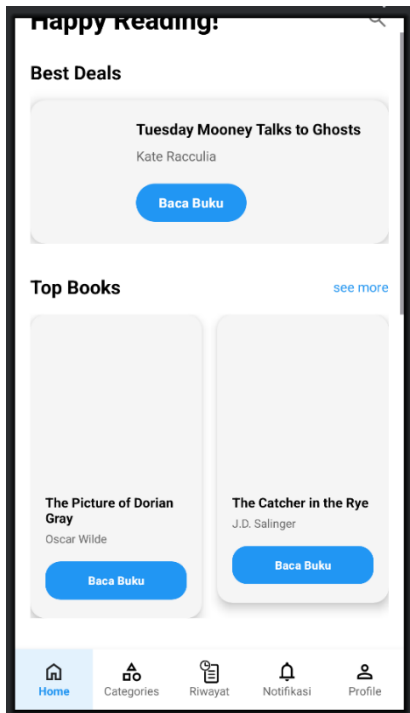 Happy Reading!
Best Deals
Tuesday Mooney Talks to Ghosts
Kate Racculia
Baca Buku
Top Books
see more
The Picture of Dorian
Gray
Oscar Wilde
Baca Buku
The Catcher in the Rye
J.D. Salinger
Baca Buku
Home
Categories
Riwayat
Notifikasi
Profile